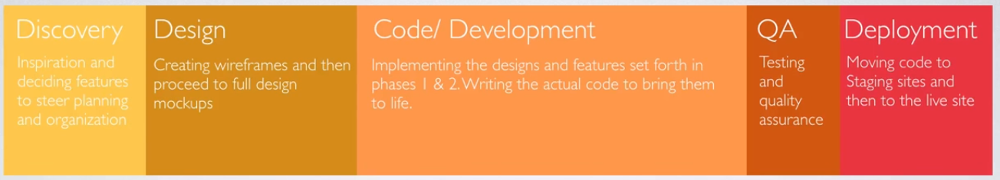 Discovery
Inspiration and
deciding features
to steer planning
and organization
Design
Creating wireframes and then
proceed to full design
mockups
Code/ Development
Implementing the designs and features set forth in
phases 1 & 2. Writing the actual code to bring them
to life.
QA
Testing
and
quality
assurance
Deployment
Moving code to
Staging sites and
then to the live site